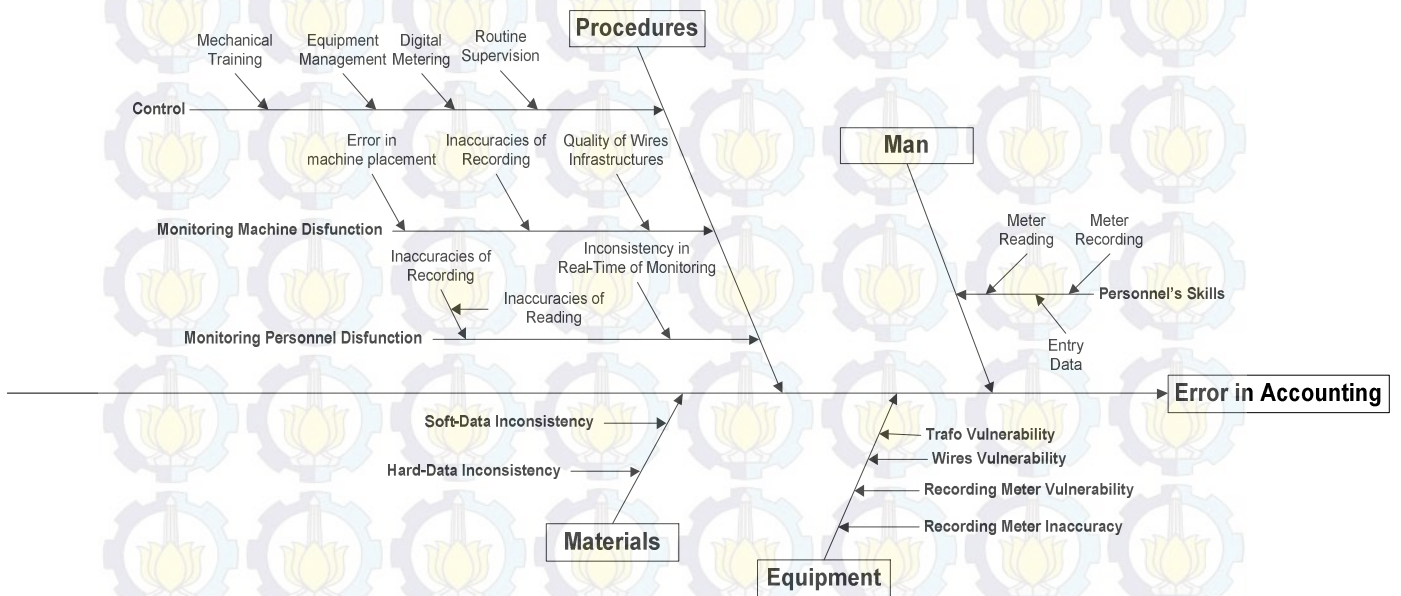 Procedures
Mechanical
Training
Equipment
Management
Digital
Metering
Routine
Supervision
Control
Error in
machine placement
Inaccuracies of
Recording
Quality of Wires
Infrastructures
Monitoring Machine Disfunction
Inaccuracies of
Recording
Inaccuracies of
Reading
Inconsistency in
Real-Time of Monitoring
Monitoring Personnel Disfunction
Man
Meter
Reading
Meter
Recording
Personnel's Skills
Entry
Data
Error in Accounting
Soft-Data Inconsistency
Hard-Data Inconsistency
Materials
Trafo Vulnerability
Wires Vulnerability
Recording Meter Vulnerability
Recording Meter Inaccuracy
Equipment